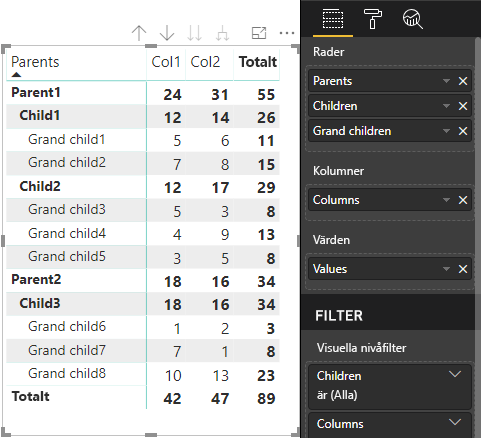 Parents Col1 Col2 Totalt
Parent1 24 31 55
Child1 12 14 26
Grand child1 5 6 11
Grand child2 7 8 15
Child2 12 17 29
Grand child3 5 3 8
Grand child4 4 9 13
Grand child5 3 5 8
Parent2 18 16 34
Child3 18 16 34
Grand child6 1 2 3
Grand child7 7 1 8
Grand child8 10 13 23
Totalt 42 47 89
Rader
Parents
Children
Grand children
Kolumner
Columns
Värden
Values
FILTER
Visuella nivåfilter
Children
är (Alla)
Columns